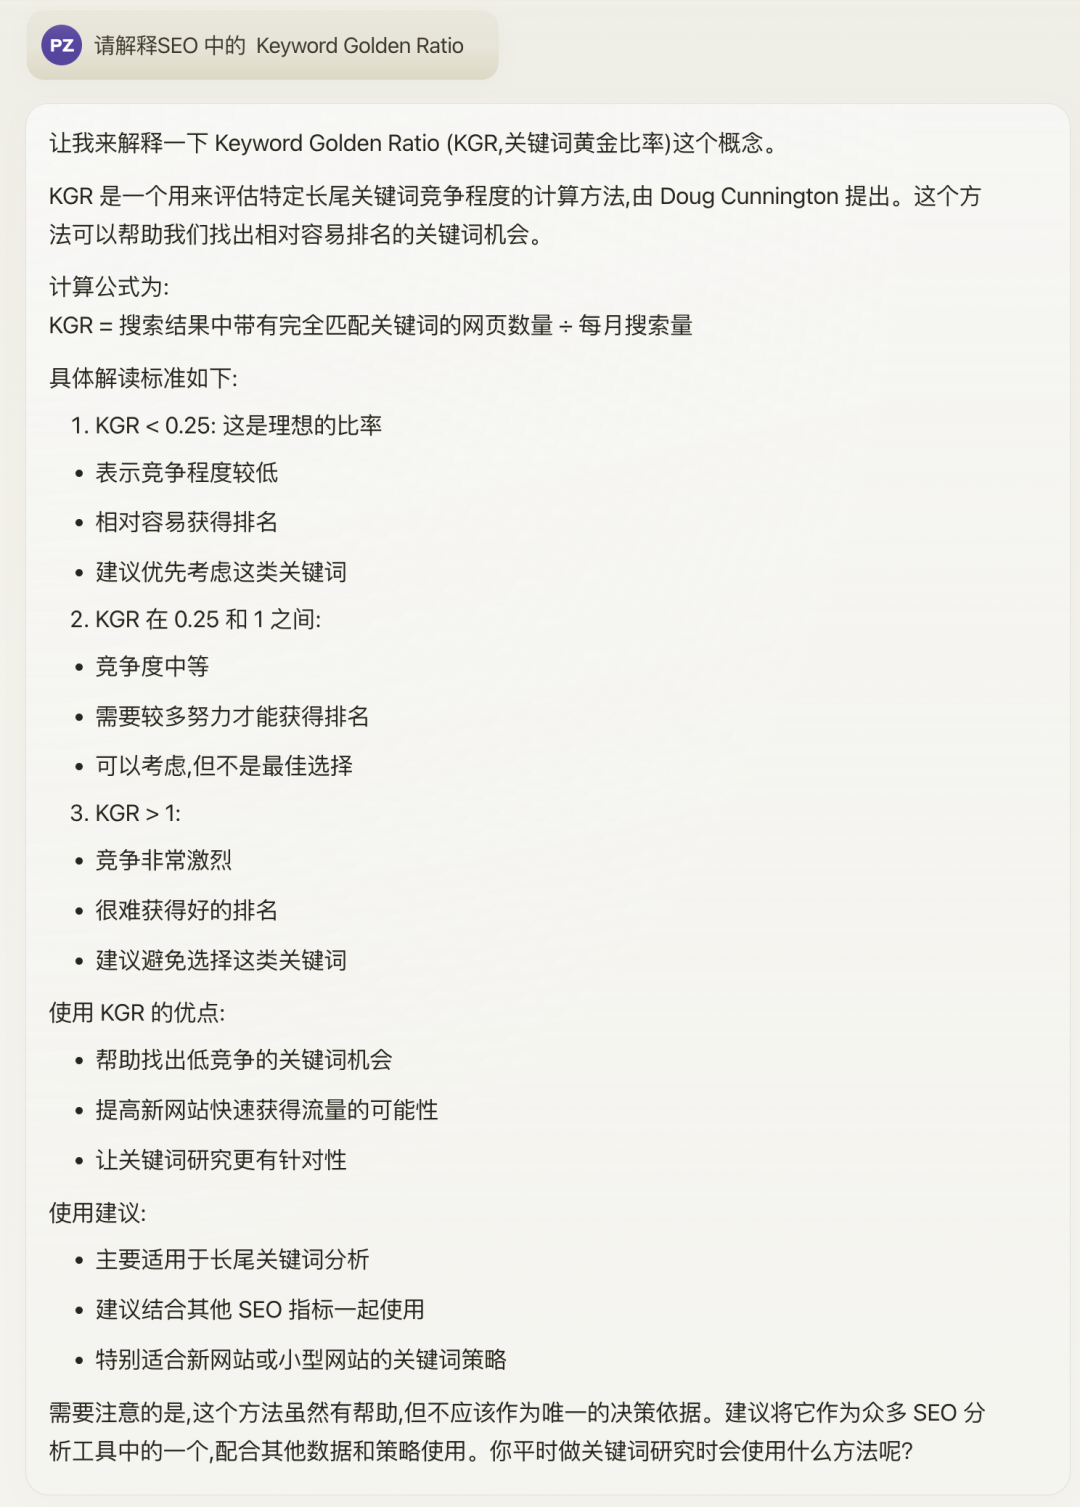 PZ 请解释SEO 中的  Keyword Golden Ratio
让我来解释一下 Keyword Golden Ratio (KGR,关键词黄金比率)这个概念。
KGR 是一个用来评估特定长尾关键词竞争程度的计算方法,由 Doug Cunnington 提出。这个方
法可以帮助我们找出相对容易排名的关键词机会。
计算公式为:
KGR = 搜索结果中带有完全匹配关键词的网页数量 ÷ 每月搜索量
具体解读标准如下:
1. KGR < 0.25: 这是理想的比率
• 表示竞争程度较低
• 相对容易获得排名
• 建议优先考虑这类关键词
2. KGR 在 0.25 和 1 之间:
• 竞争度中等
• 需要较多努力才能获得排名
• 可以考虑,但不是最佳选择
3. KGR > 1:
• 竞争非常激烈
• 很难获得好的排名
• 建议避免选择这类关键词
使用 KGR 的优点:
• 帮助找出低竞争的关键词机会
• 提高新网站快速获得流量的可能性
• 让关键词研究更有针对性
使用建议:
• 主要适用于长尾关键词分析
• 建议结合其他 SEO 指标一起使用
• 特别适合新网站或小型网站的关键词策略
需要注意的是,这个方法虽然有帮助,但不应该作为唯一的决策依据。建议将它作为众多 SEO 分
析工具中的一个,配合其他数据和策略使用。你平时做关键词研究时会使用什么方法呢?